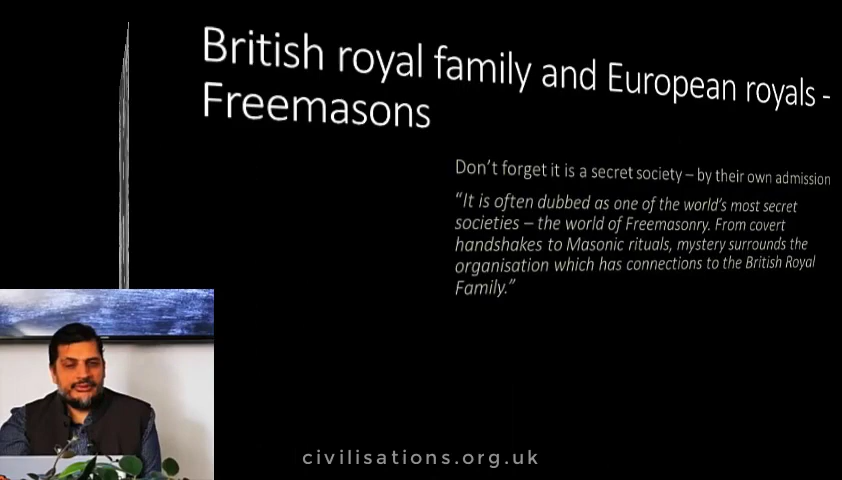 British royal family and European royals -
Freemasons
Don't forget it is a secret society – by their own admission
“It is often dubbed as one of the world's most secret
societies – the world of Freemasonry. From covert
handshakes to Masonic rituals, mystery surrounds the
organisation which has connections to the British Royal
Family.”
civilisations.org.uk